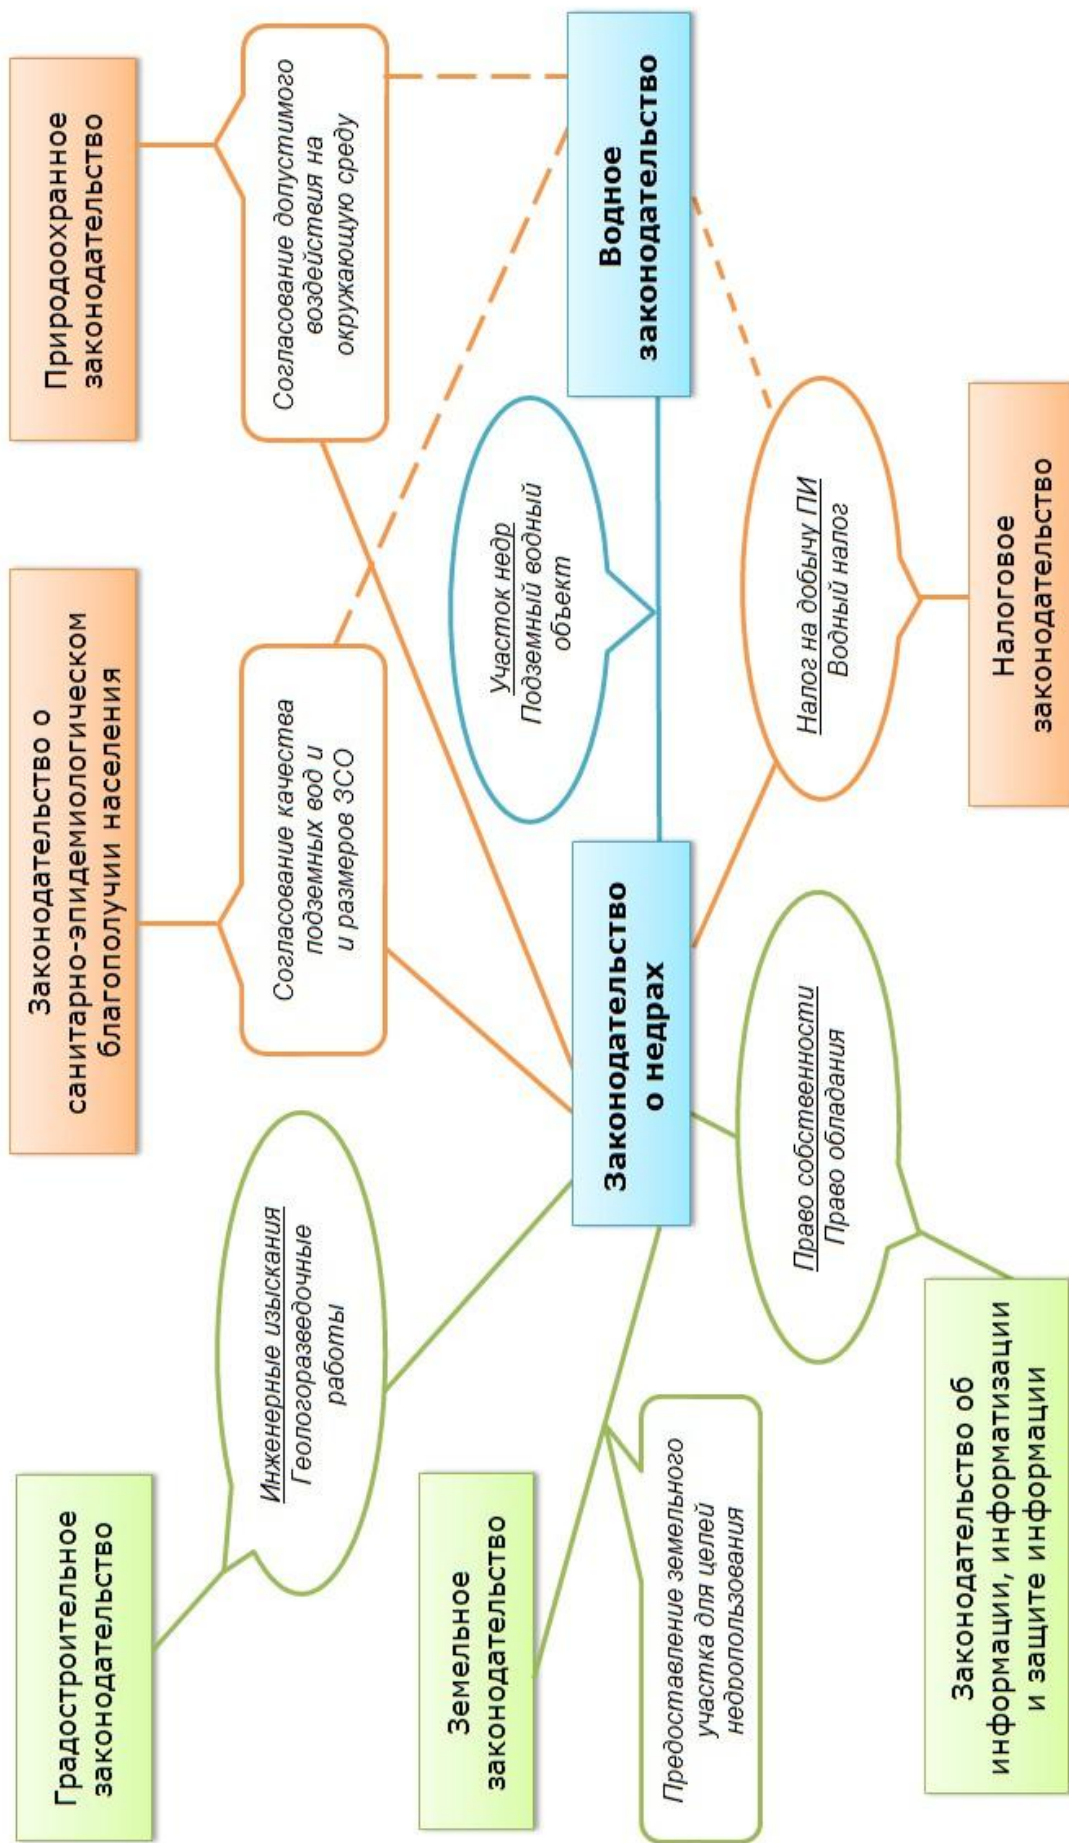 Градостроительное
законодательство
Законодательство о
санитарно-эпидемиологическом
благополучии населения
Природоохранное
законодательство
Инженерные изыскания
Геологоразведочные
работы
Согласование качества
подземных вод и
и размеров ЗСО
Согласование допустимого
воздействия на
окружающую среду
Земельное
законодательство
Участок недр
Подземный водный
объект
Законодательство
о недрах
Водное
законодательство
Предоставление земельного
участка для целей
недропользования
Право собственности
Право обладания
Налог на добычу ПИ
Водный налог
Законодательство об
информации, информатизации
и защите информации
Налоговое
законодательство